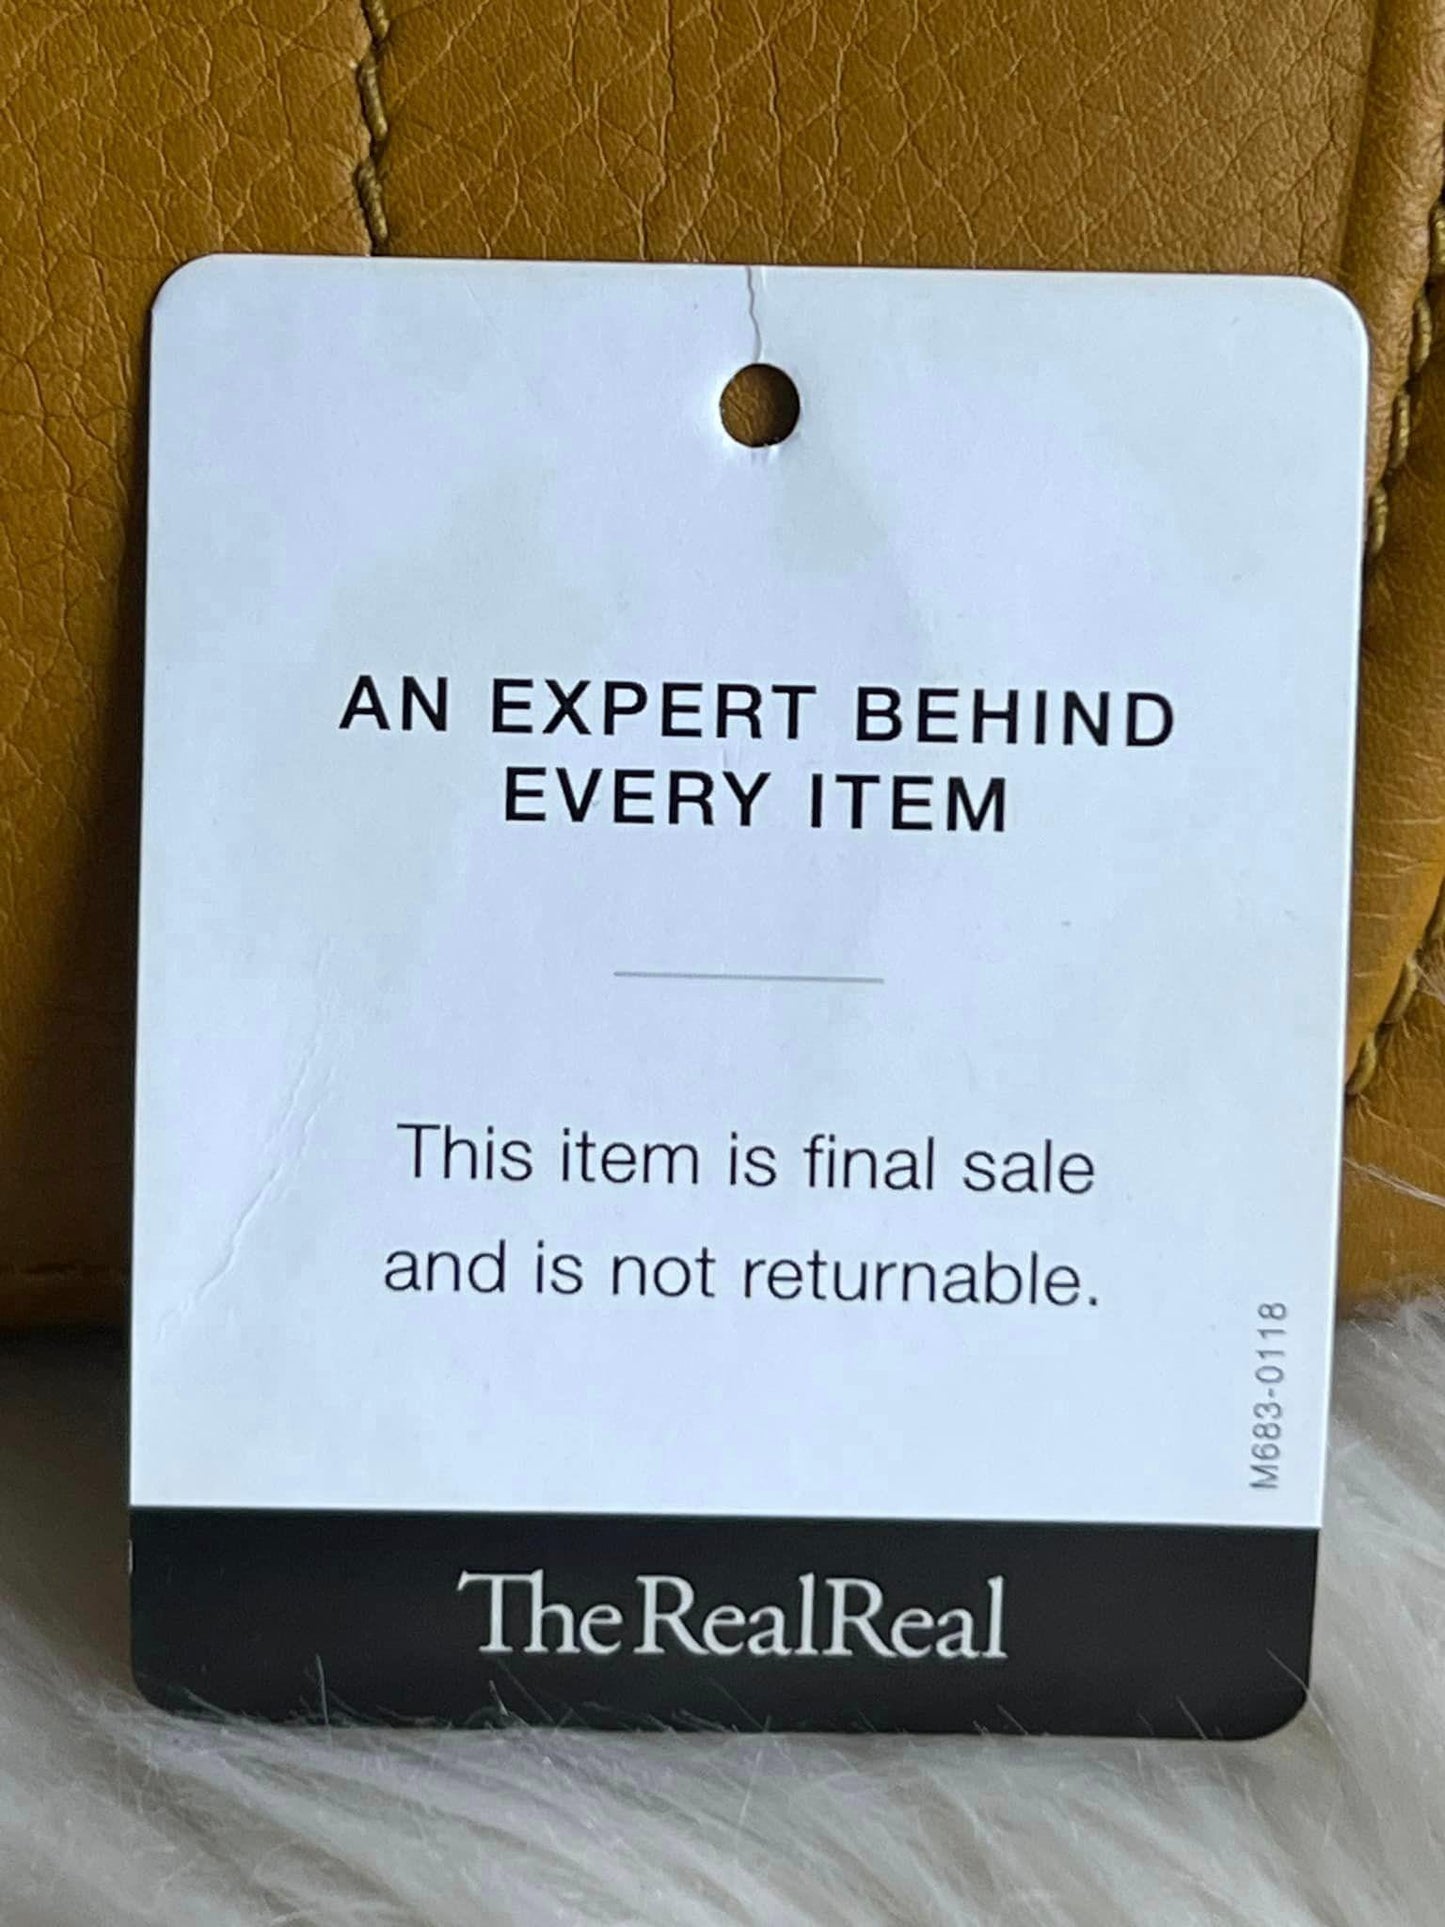 AN EXPERT BEHIND
EVERY ITEM
This item is final sale
and is not returnable.
M683-0118
The RealReal